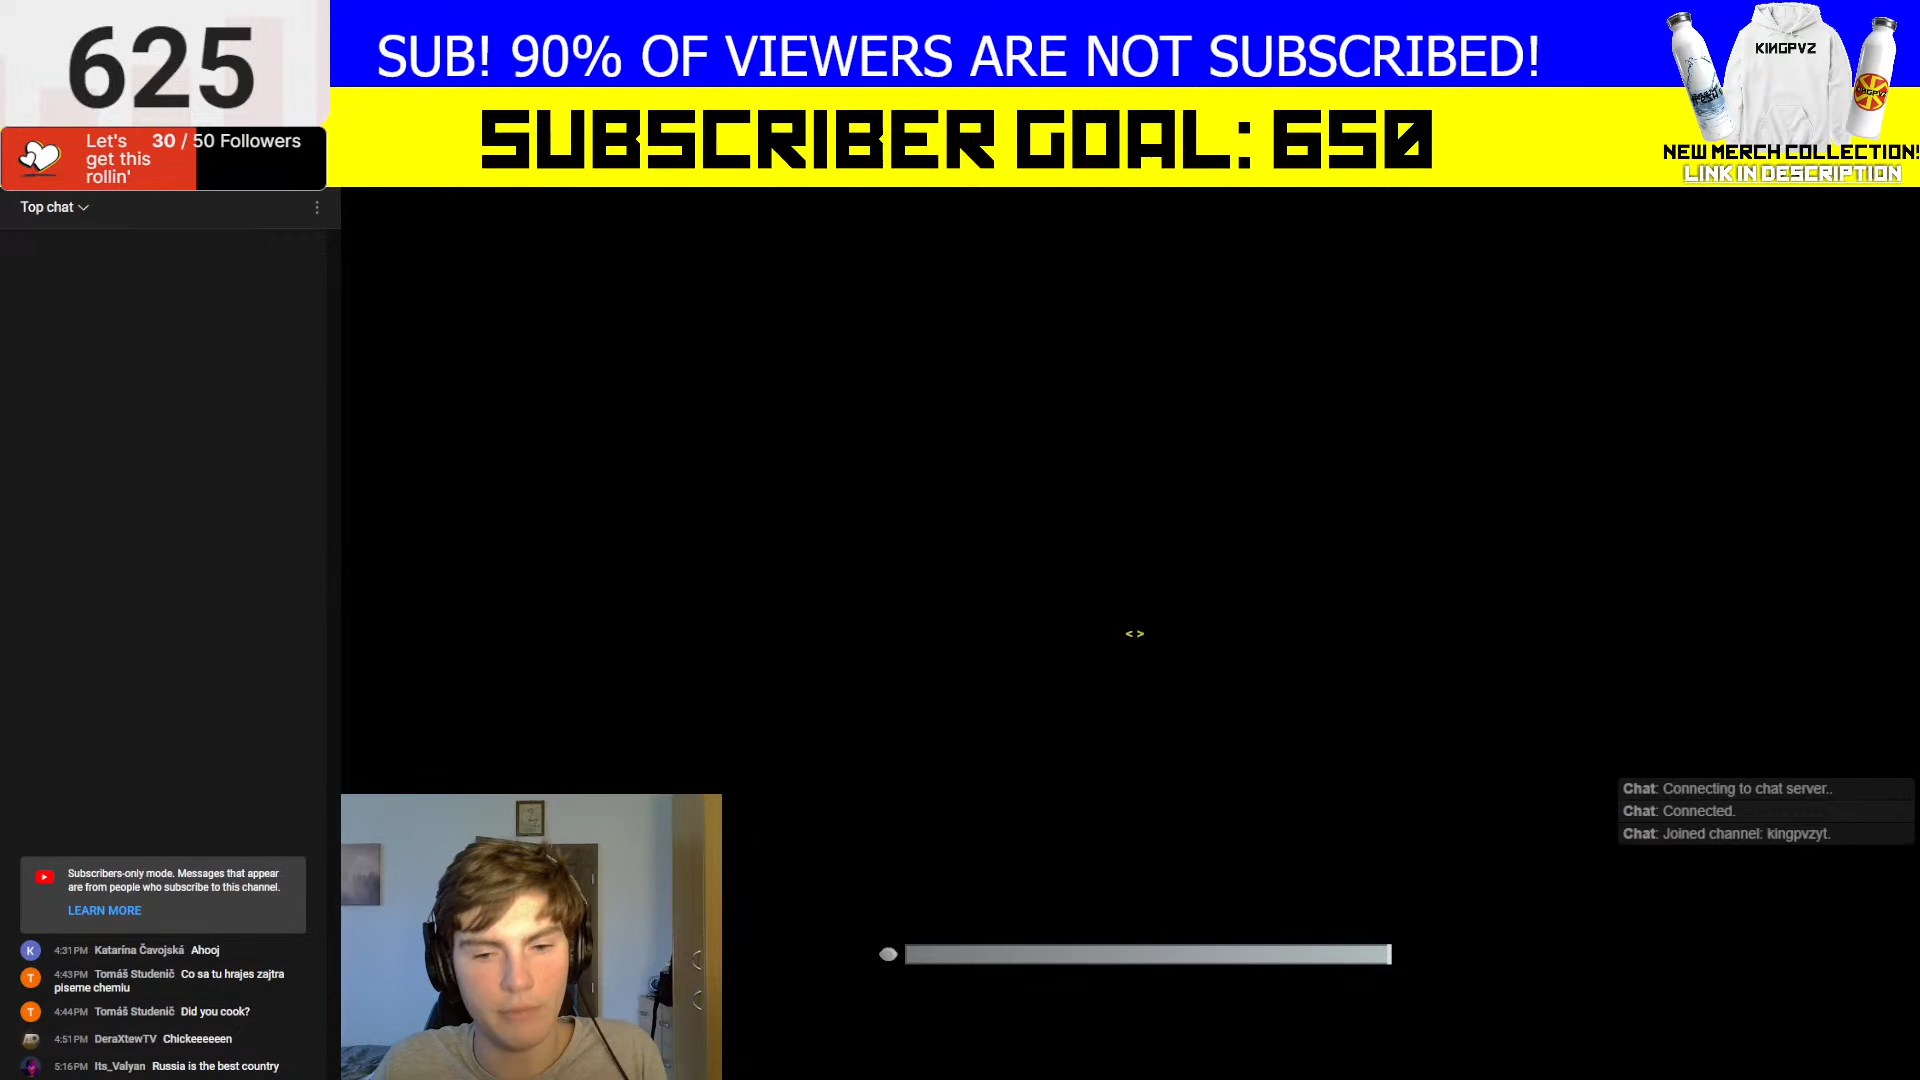 625
SUB! 90% OF VIEWERS ARE NOT SUBSCRIBED!
SUBSCRIBER GOAL: 650
KINGPVZ
NEW MERCH COLLECTION!
LINK IN DESCRIPTION
Let's
get this
rollin'
30 / 50 Followers
Top chat
< >
Chat: Connecting to chat server..
Chat: Connected.
Chat: Joined channel: kingpvzyt.
Subscribers-only mode. Messages that appear
are from people who subscribe to this channel.
LEARN MORE
K 4:31 PM Katarína Čavojská Ahooj
T 4:43 PM Tomáš Studenič Co sa tu hrajes zajtra
piseme chemiu
T 4:44 PM Tomáš Studenič Did you cook?
4:51 PM DeraXtewTV Chickeeeeeen
5:16 PM Its_Valyan Russia is the best country